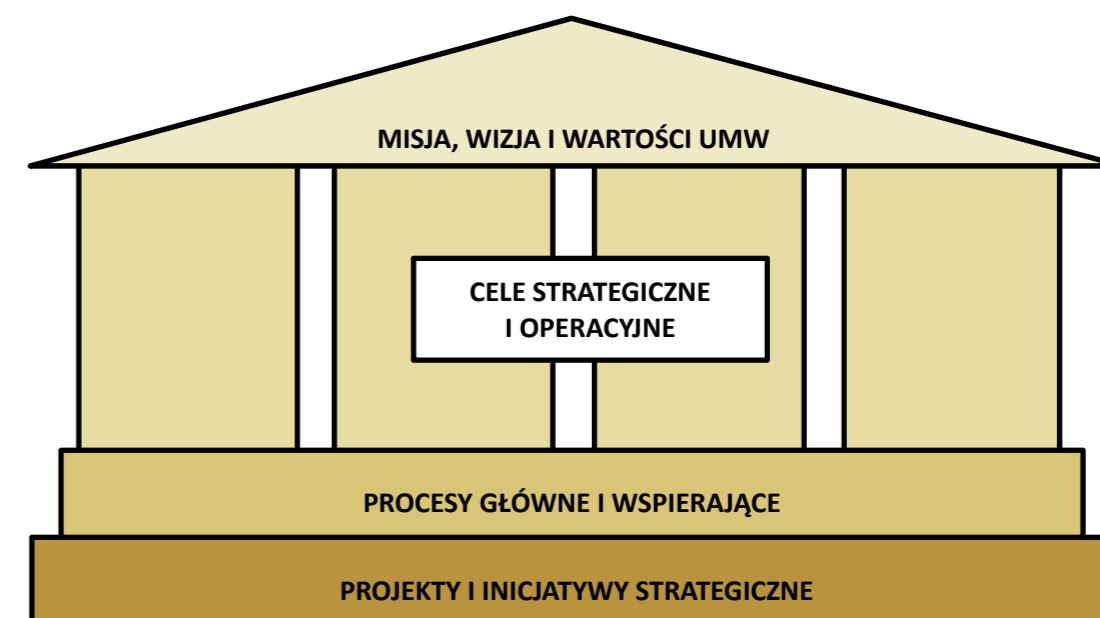 MISJA, WIZJA I WARTOŚCI UMW
CELE STRATEGICZNE
I OPERACYJNE
PROCESY GŁÓWNE I WSPIERAJĄCE
PROJEKTY I INICJATYWY STRATEGICZNE